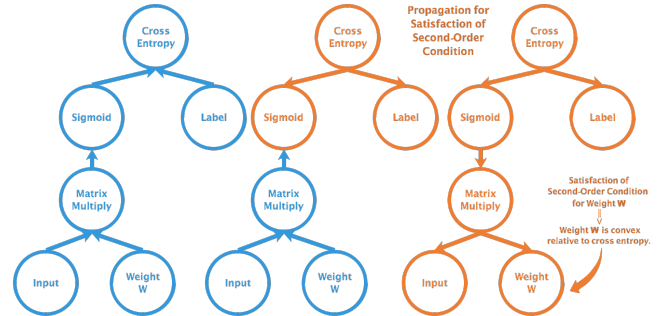 Cross
Entropy
Sigmoid
Label
Matrix
Multiply
Input
Weight
W
Cross
Entropy
Sigmoid
Label
Matrix
Multiply
Input
Weight
W
Propagation for
Satisfaction of
Second-Order
Condition
Cross
Entropy
Sigmoid
Label
Matrix
Multiply
Input
Weight
W
Satisfaction of
Second-Order Condition
for Weight W
Weight W is convex
relative to cross entropy.